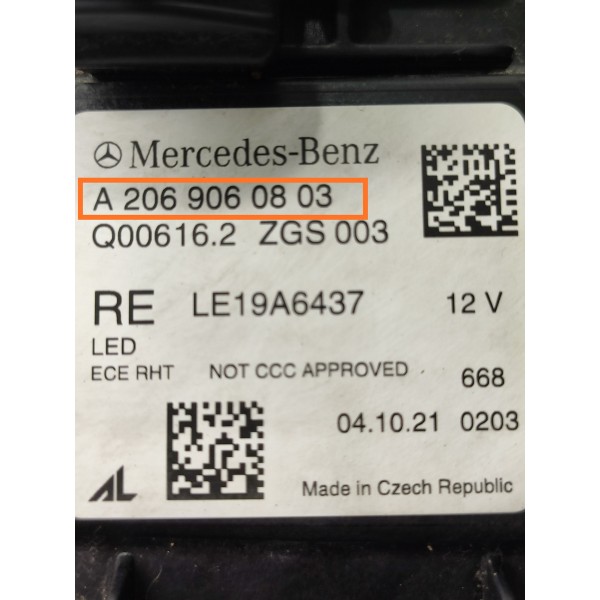 Mercedes-Benz
A 206 906 08 03
Q00616.2 ZGS 003
RE LE19A6437 12 V
LED
ECE RHT NOT CCC APPROVED 668
04.10.21 0203
AL Made in Czech Republic